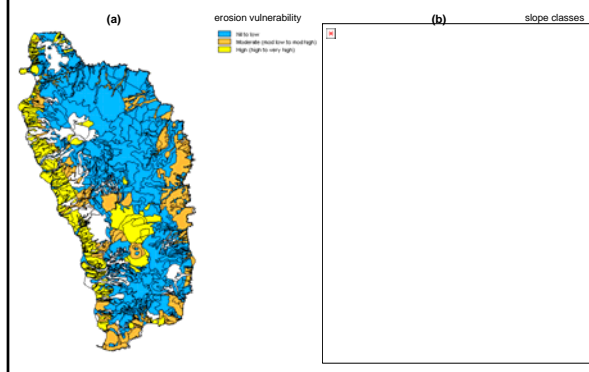 (a)
erosion vulnerability
Nil to low
Moderate (mod low to mod high)
High (high to very high)
(b)
slope classes